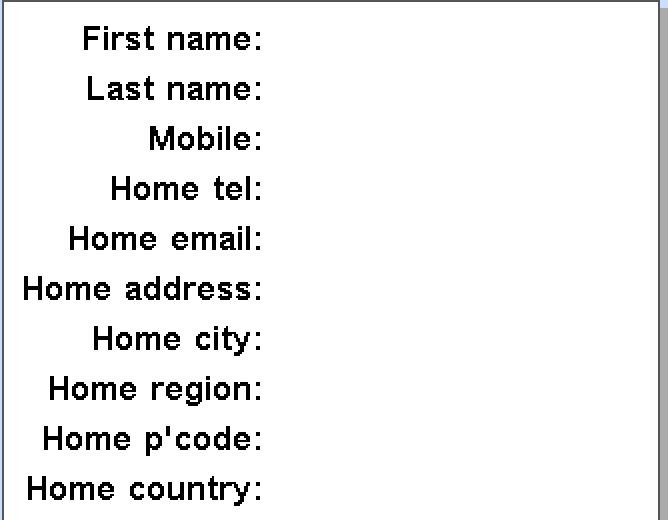 First name:
Last name:
Mobile:
Home tel:
Home email:
Home address:
Home city:
Home region:
Home p'code:
Home country: